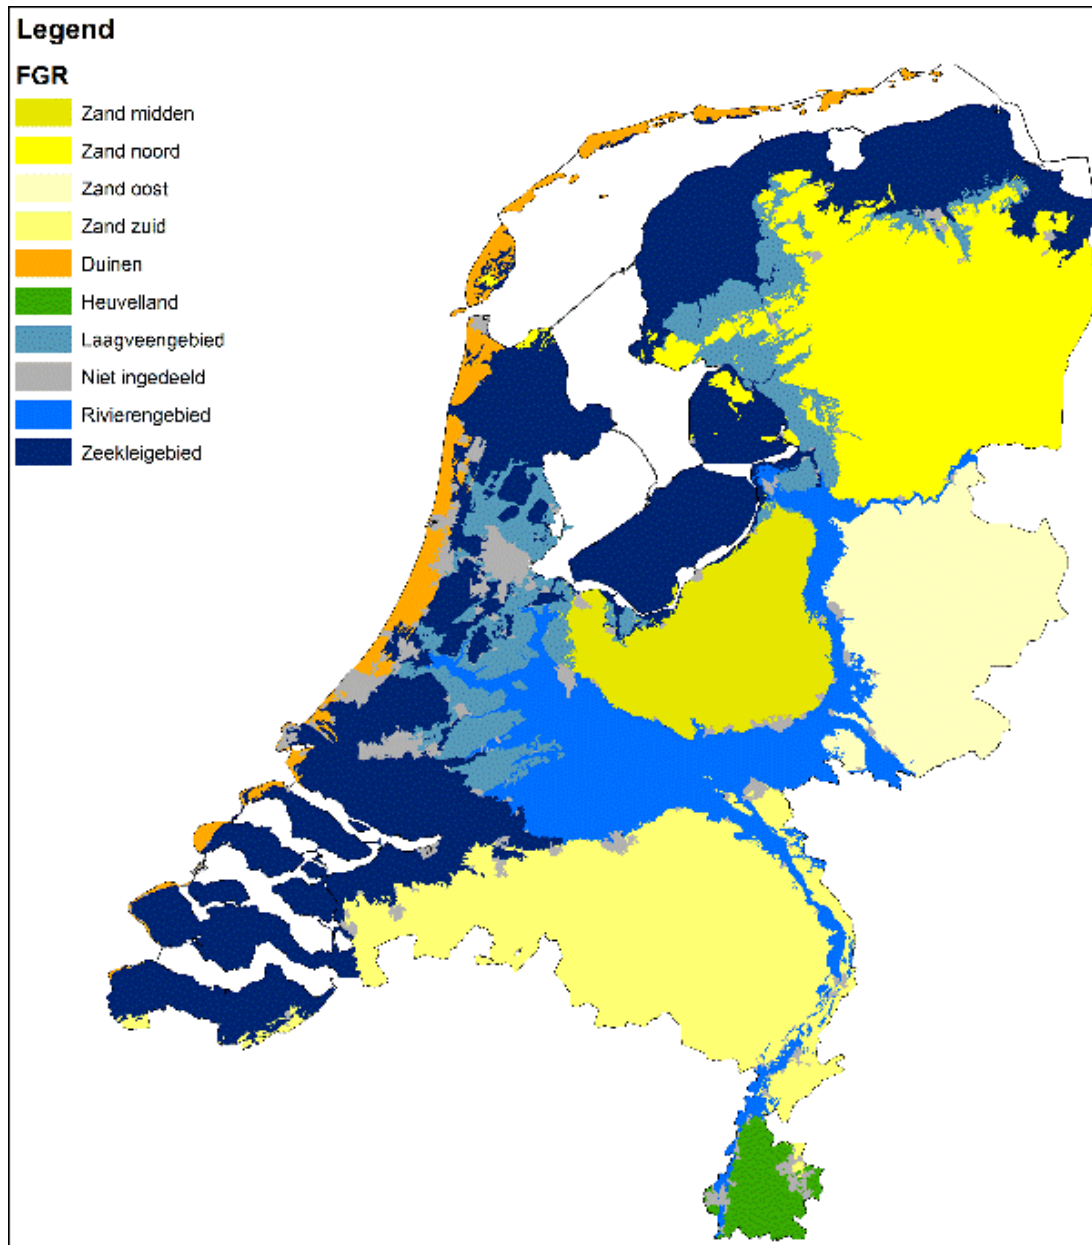 Legend
FGR
Zand midden
Zand noord
Zand oost
Zand zuid
Duinen
Heuvelland
Laagveengebied
Niet ingedeeld
Rivierengebied
Zeekleigebied